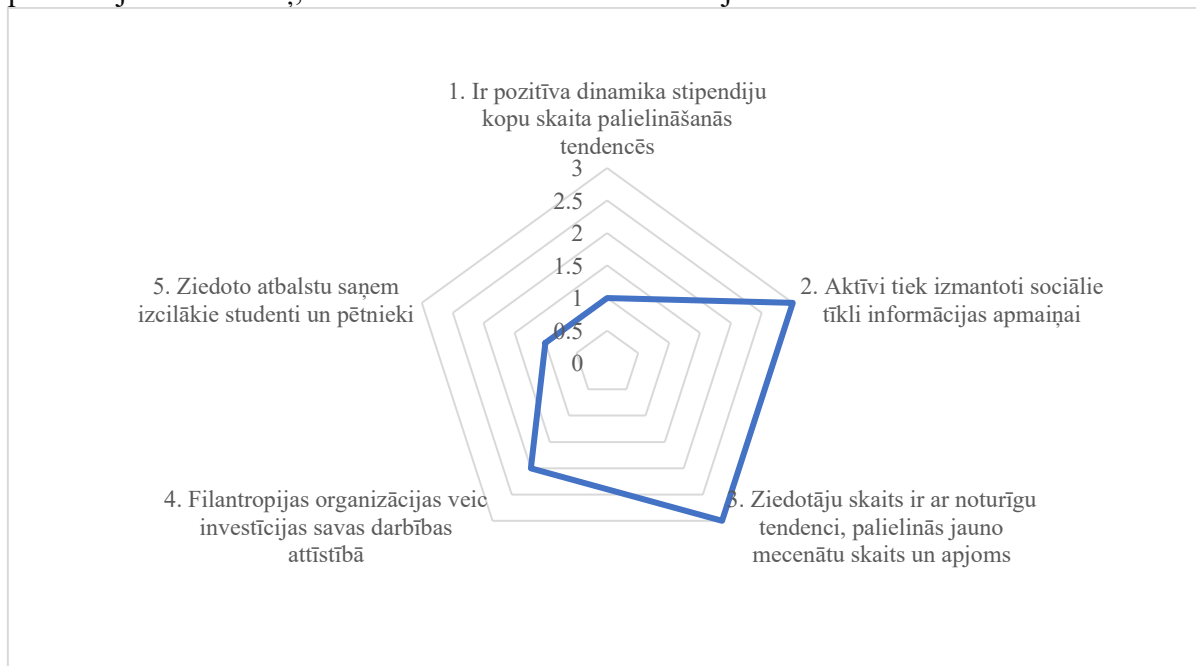 1. Ir pozitīva dinamika stipendiju
kopu skaita palielināšanās
tendencēs
3
2.5
2
1.5
1
0.5
0
2. Aktīvi tiek izmantoti sociālie
tīkli informācijas apmaiņai
3. Ziedotāju skaits ir ar noturīgu
tendenci, palielinās jauno
mecenātu skaits un apjoms
4. Filantropijas organizācijas veic
investīcijas savas darbības
attīstībā
5. Ziedoto atbalstu saņem
izcilākie studenti un pētnieki